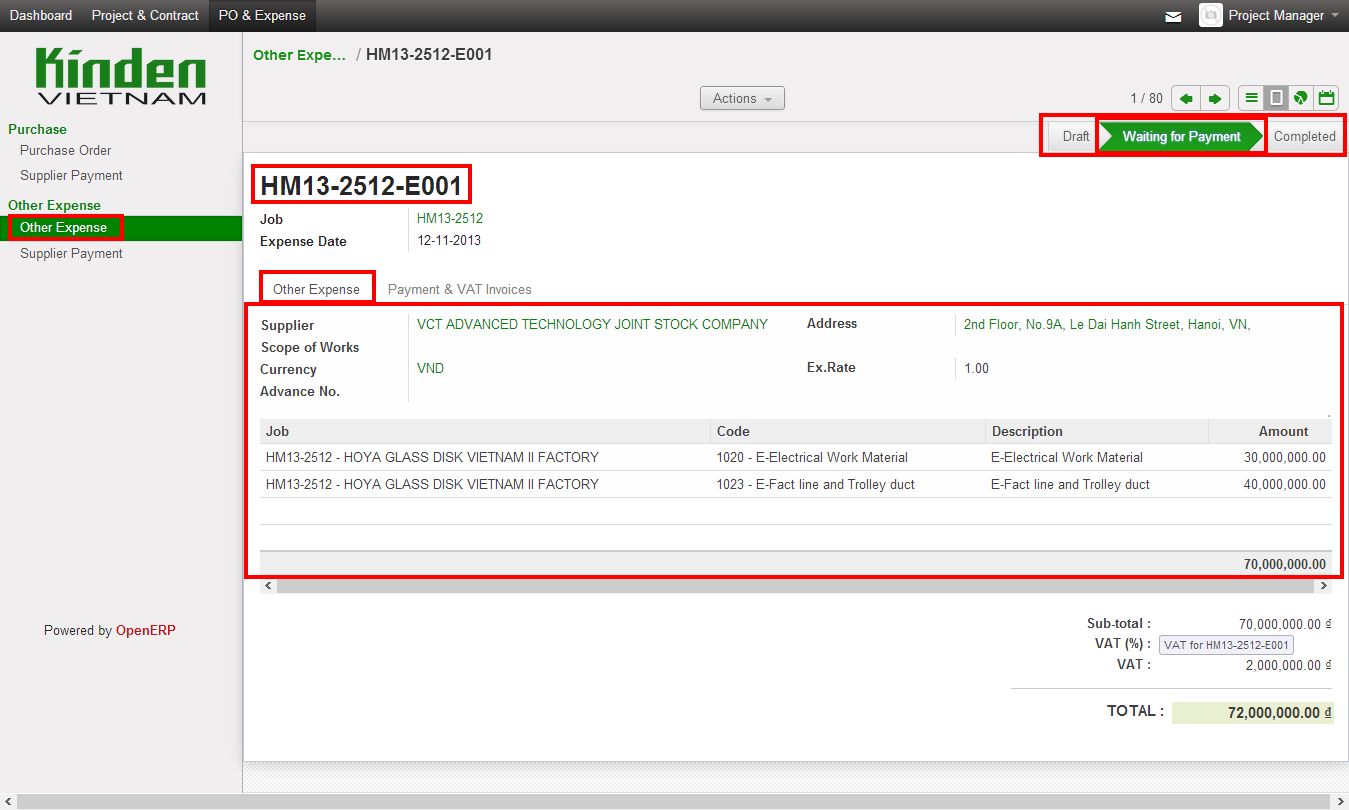 Dashboard Project & Contract PO & Expense Project Manager
Kinden
VIETNAM
Purchase
Purchase Order
Supplier Payment
Other Expense
Other Expense
Supplier Payment
Powered by OpenERP
Other Expe... / HM13-2512-E001
Actions
1 / 80
Draft Waiting for Payment Completed
HM13-2512-E001
Job HM13-2512
Expense Date 12-11-2013
Other Expense Payment & VAT Invoices
Supplier VCT ADVANCED TECHNOLOGY JOINT STOCK COMPANY Address 2nd Floor, No.9A, Le Dai Hanh Street, Hanoi, VN,
Scope of Works
Currency VND Ex.Rate 1.00
Advance No.
Job Code Description Amount
HM13-2512 - HOYA GLASS DISK VIETNAM II FACTORY 1020 - E-Electrical Work Material E-Electrical Work Material 30,000,000.00
HM13-2512 - HOYA GLASS DISK VIETNAM II FACTORY 1023 - E-Fact line and Trolley duct E-Fact line and Trolley duct 40,000,000.00
70,000,000.00
Sub-total : 70,000,000.00 ₫
VAT (%) : VAT for HM13-2512-E001
VAT : 2,000,000.00 ₫
TOTAL : 72,000,000.00 ₫